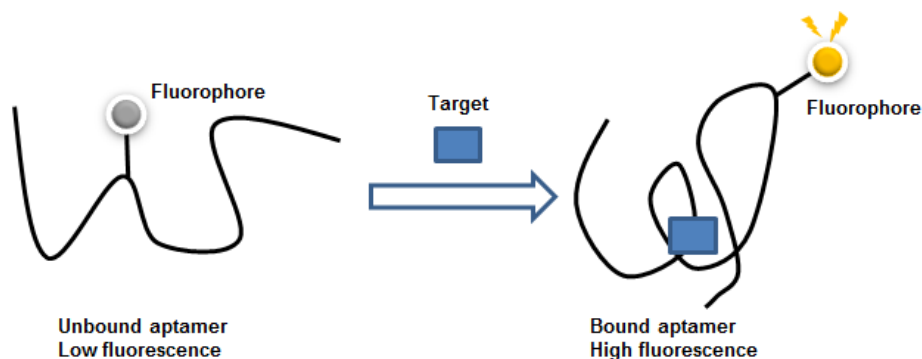 Fluorophore
Target
Fluorophore
Unbound aptamer
Low fluorescence
Bound aptamer
High fluorescence